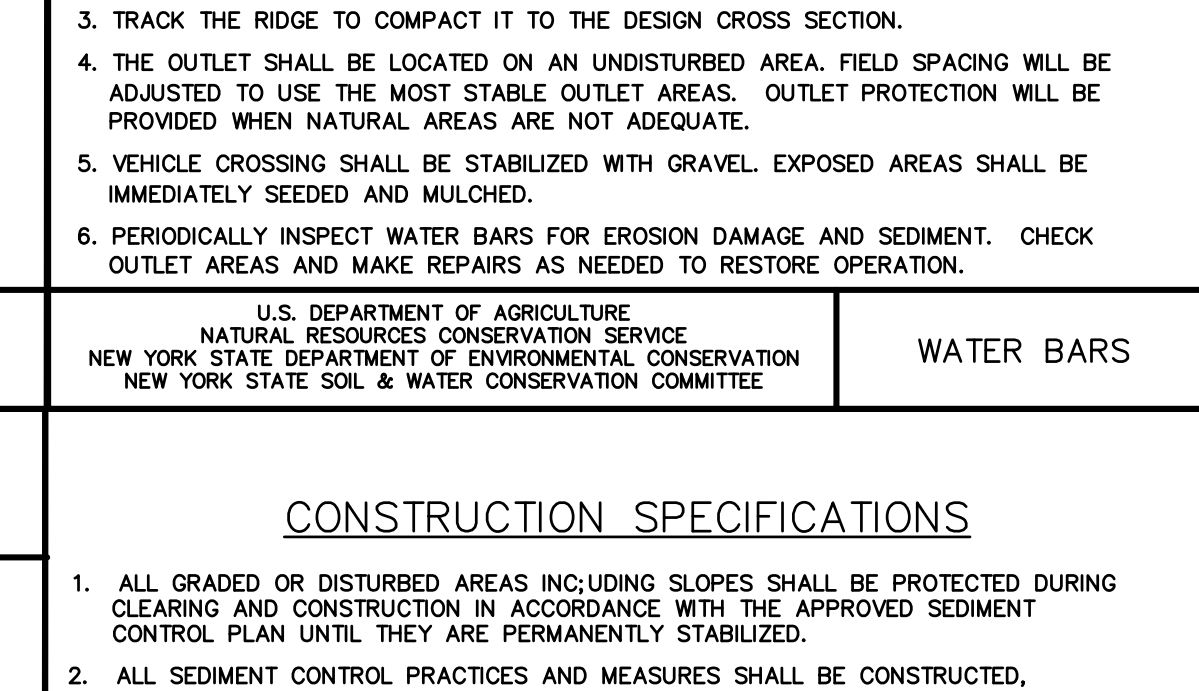 3. TRACK THE RIDGE TO COMPACT IT TO THE DESIGN CROSS SECTION.
4. THE OUTLET SHALL BE LOCATED ON AN UNDISTURBED AREA. FIELD SPACING WILL BE
ADJUSTED TO USE THE MOST STABLE OUTLET AREAS. OUTLET PROTECTION WILL BE
PROVIDED WHEN NATURAL AREAS ARE NOT ADEQUATE.
5. VEHICLE CROSSING SHALL BE STABILIZED WITH GRAVEL. EXPOSED AREAS SHALL BE
IMMEDIATELY SEEDED AND MULCHED.
6. PERIODICALLY INSPECT WATER BARS FOR EROSION DAMAGE AND SEDIMENT. CHECK
OUTLET AREAS AND MAKE REPAIRS AS NEEDED TO RESTORE OPERATION.
U.S. DEPARTMENT OF AGRICULTURE
NATURAL RESOURCES CONSERVATION SERVICE
NEW YORK STATE DEPARTMENT OF ENVIRONMENTAL CONSERVATION
NEW YORK STATE SOIL & WATER CONSERVATION COMMITTEE
WATER BARS
CONSTRUCTION SPECIFICATIONS
1. ALL GRADED OR DISTURBED AREAS INC;UDING SLOPES SHALL BE PROTECTED DURING
CLEARING AND CONSTRUCTION IN ACCORDANCE WITH THE APPROVED SEDIMENT
CONTROL PLAN UNTIL THEY ARE PERMANENTLY STABILIZED.
2. ALL SEDIMENT CONTROL PRACTICES AND MEASURES SHALL BE CONSTRUCTED,